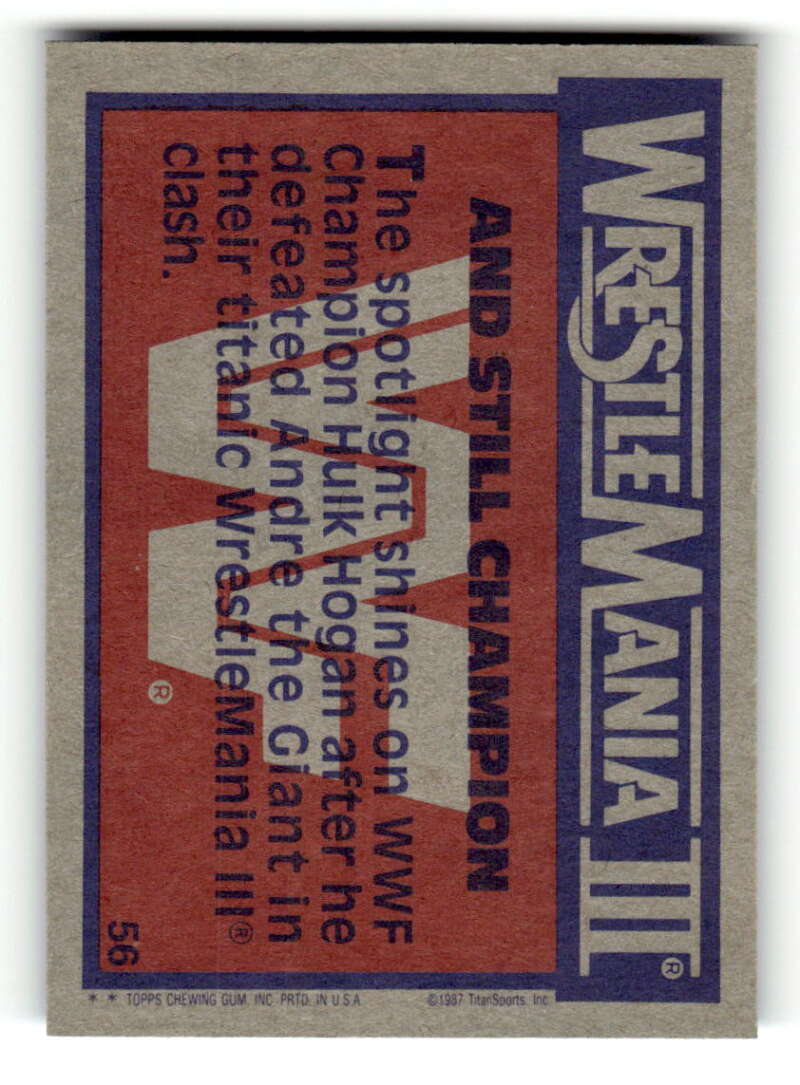 WRESTLEMANIA III®
AND STILL CHAMPION
The spotlight shines on WWF
Champion Hulk Hogan after he
defeated Andre the Giant in
their titanic WrestleMania III®
clash.
®
56
* * TOPPS CHEWING GUM, INC. PRTD. IN U.S.A. ©1987 TitanSports, Inc.